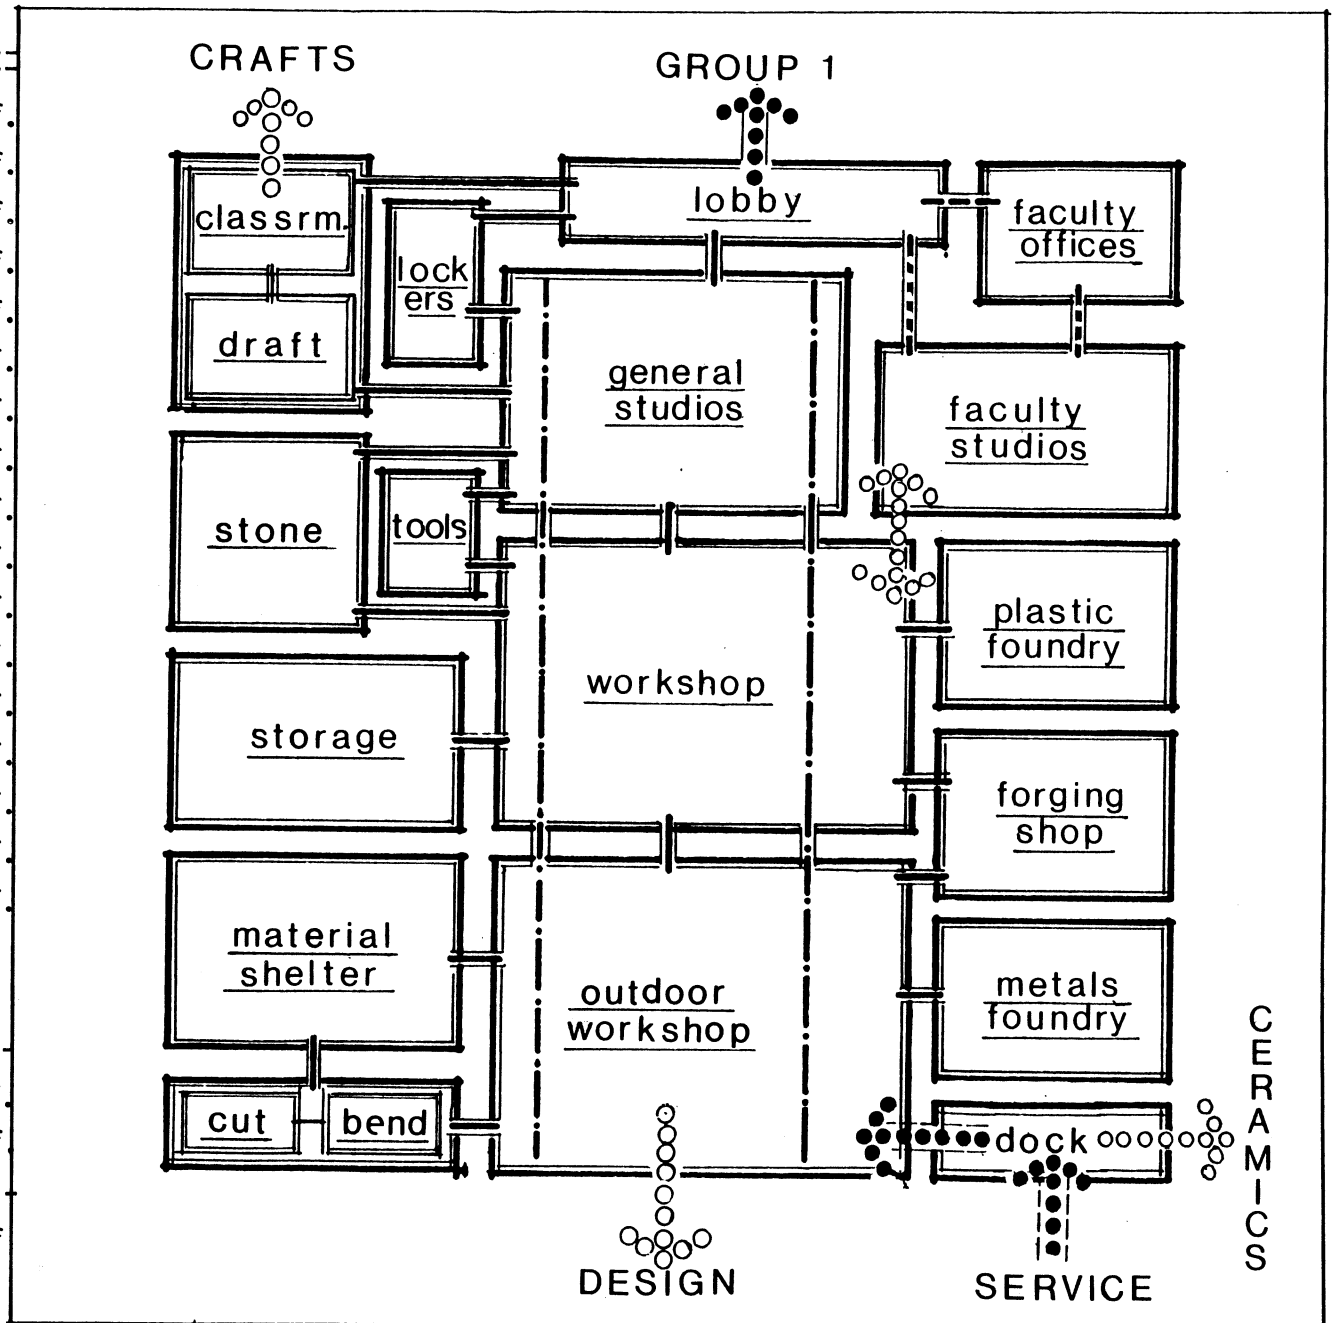 CRAFTS
GROUP 1
classrm.
lobby
faculty
offices
lock
ers
draft
general
studios
faculty
studios
stone
tools
plastic
foundry
workshop
storage
forging
shop
material
shelter
outdoor
workshop
metals
foundry
cut
bend
dock
CERAMICS
DESIGN
SERVICE